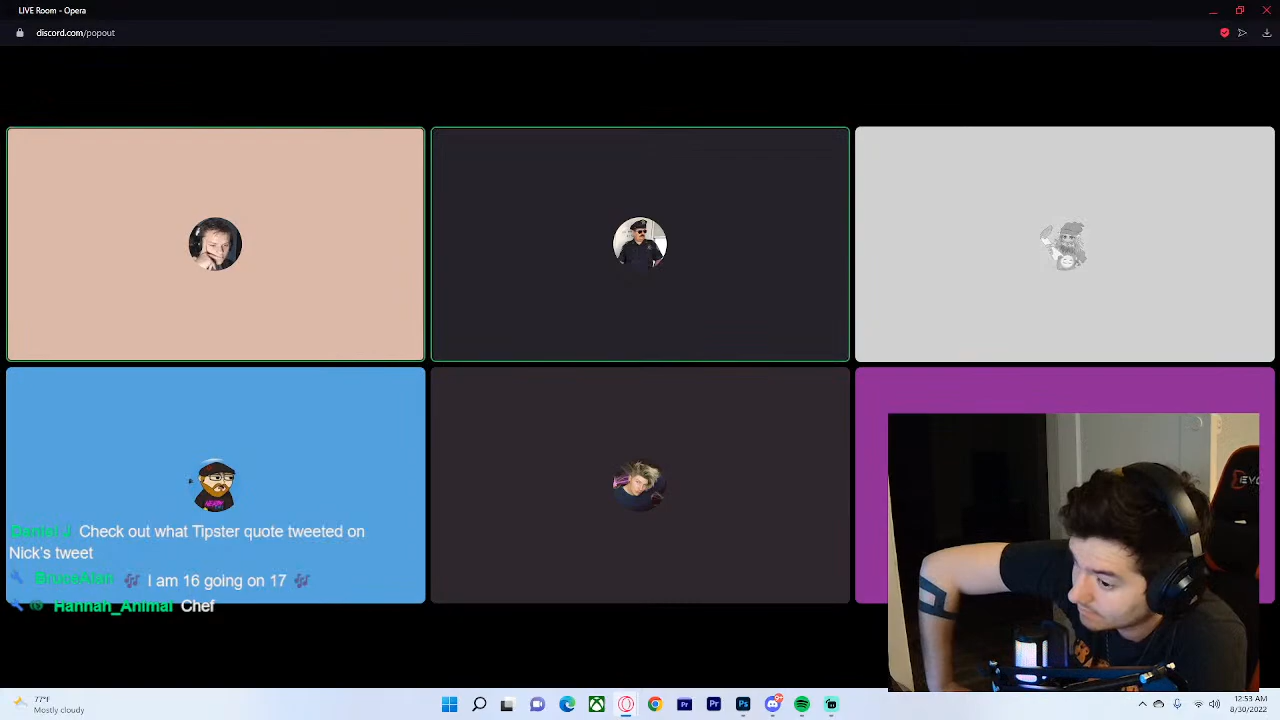 LIVE Room - Opera
discord.com/popout
Daniel J Check out what Tipster quote tweeted on
Nick's tweet
BruceAlan 🎶 I am 16 going on 17 🎶
Hannah_Animal Chef
77°F
Mostly cloudy
12:53 AM
8/30/2022